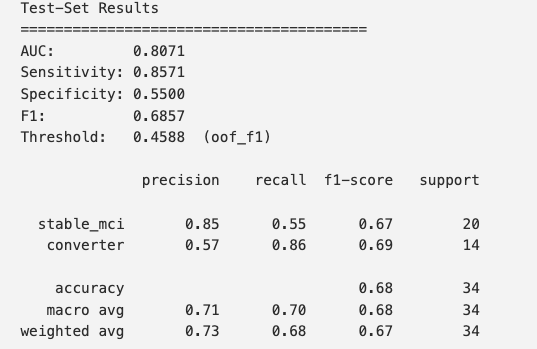 Test-Set Results
========================================
AUC:         0.8071
Sensitivity: 0.8571
Specificity: 0.5500
F1:          0.6857
Threshold:   0.4588  (oof_f1)
              precision    recall  f1-score   support
  stable_mci       0.85      0.55      0.67        20
   converter       0.57      0.86      0.69        14
    accuracy                           0.68        34
   macro avg       0.71      0.70      0.68        34
weighted avg       0.73      0.68      0.67        34